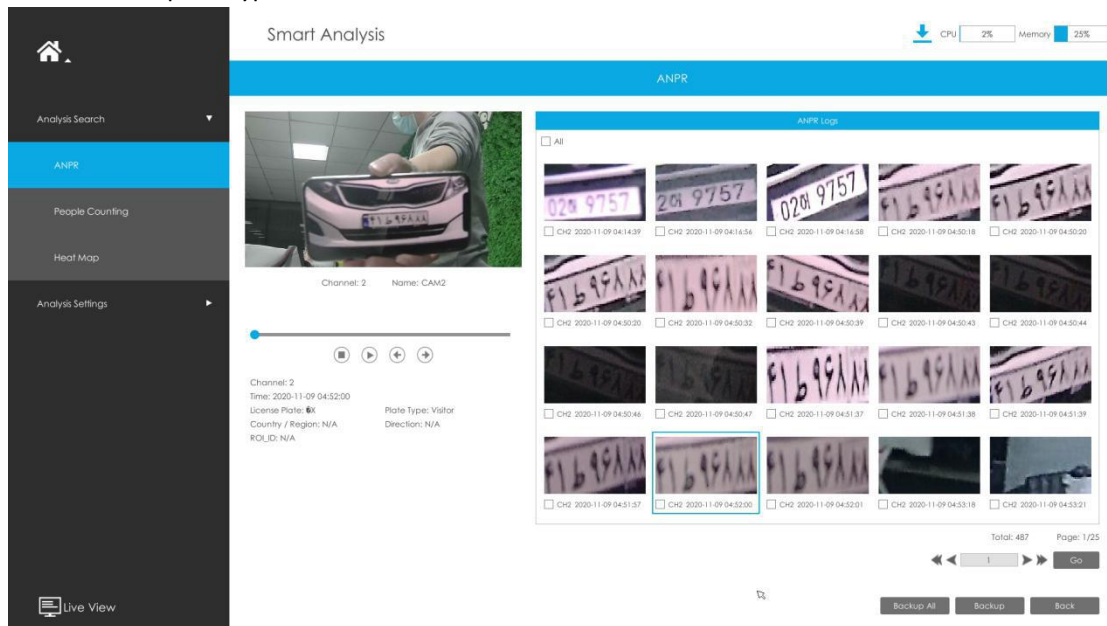 Smart Analysis
CPU 2% Memory 25%
ANPR
Analysis Search
ANPR
People Counting
Heat Map
Analysis Settings
Live View
Channel: 2 Name: CAM2
Channel: 2
Time: 2020-11-09 04:52:00
License Plate: 6X Plate Type: Visitor
Country / Region: N/A Direction: N/A
ROI_ID: N/A
ANPR Logs
All
9757
9757
9757
CH2 2020-11-09 04:14:39
CH2 2020-11-09 04:16:56
CH2 2020-11-09 04:16:58
CH2 2020-11-09 04:50:18
CH2 2020-11-09 04:50:20
CH2 2020-11-09 04:50:20
CH2 2020-11-09 04:50:32
CH2 2020-11-09 04:50:39
CH2 2020-11-09 04:50:43
CH2 2020-11-09 04:50:44
CH2 2020-11-09 04:50:46
CH2 2020-11-09 04:50:47
CH2 2020-11-09 04:51:37
CH2 2020-11-09 04:51:38
CH2 2020-11-09 04:51:39
CH2 2020-11-09 04:51:57
CH2 2020-11-09 04:52:00
CH2 2020-11-09 04:52:01
CH2 2020-11-09 04:53:18
CH2 2020-11-09 04:53:21
Total: 487 Page: 1/25
1 Go
Backup All Backup Back